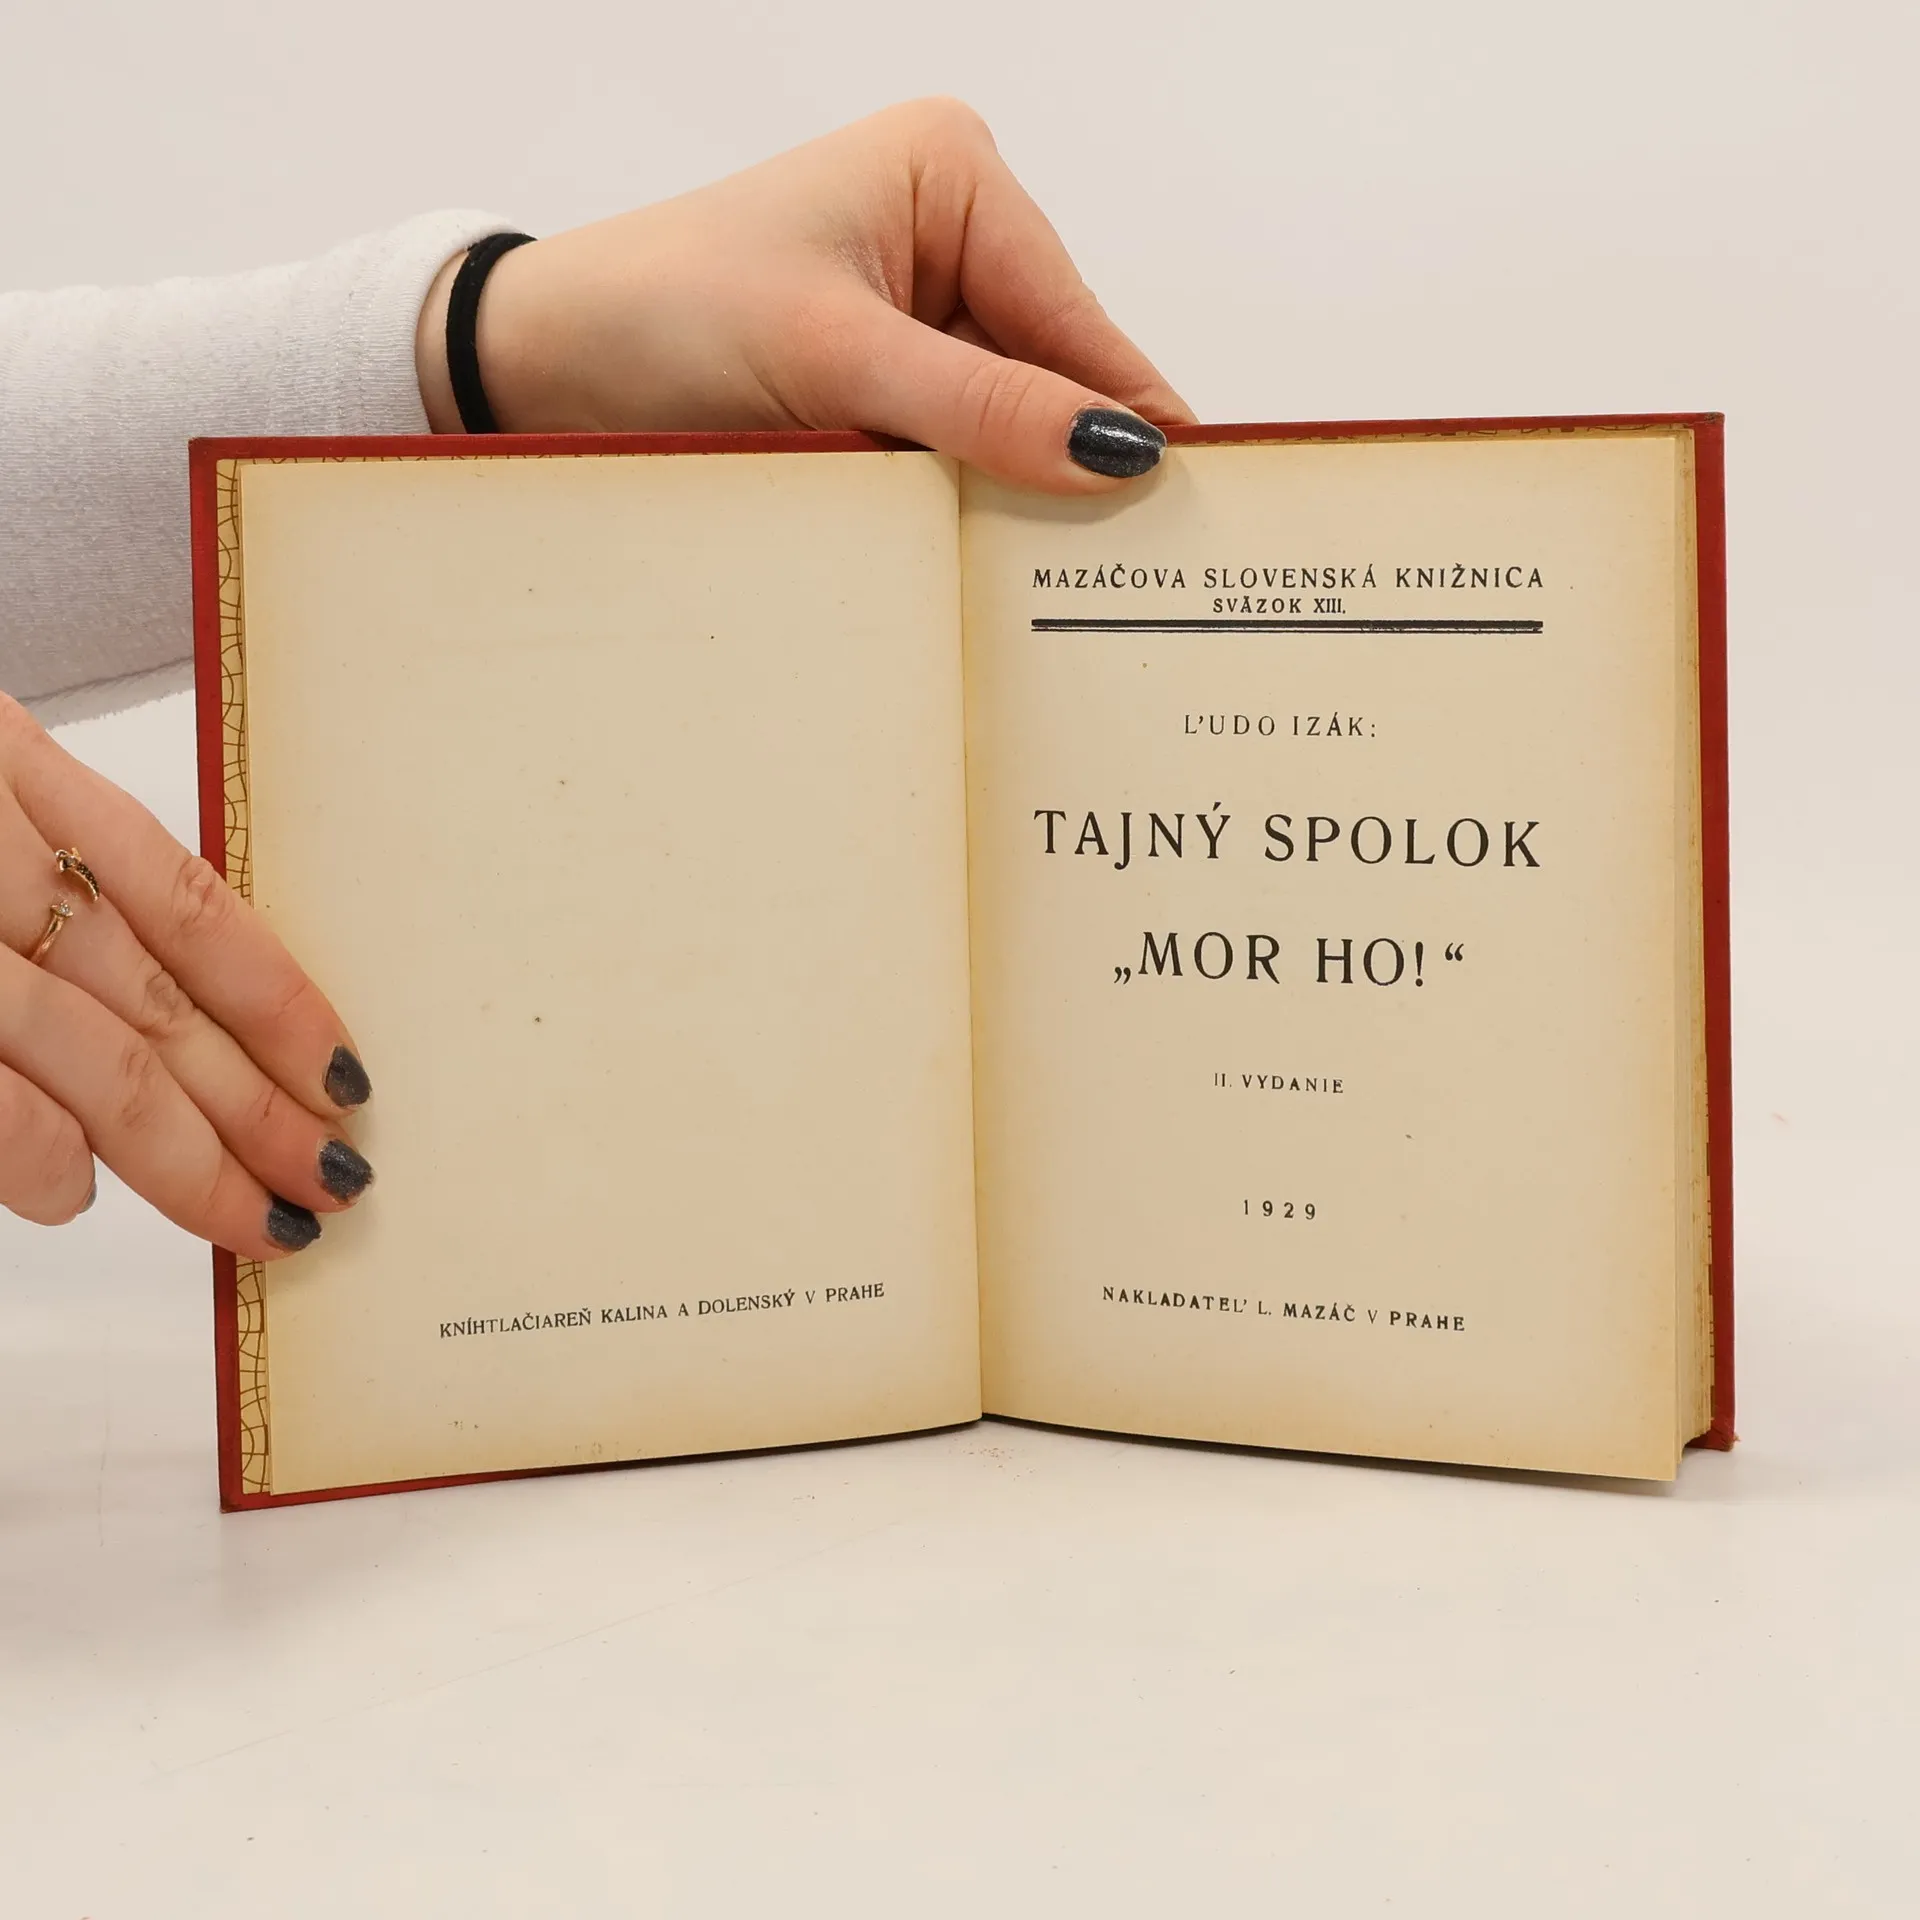 KNÍHTLAČIAREŇ KALINA A DOLENSKÝ V PRAHE
MAZÁČOVA SLOVENSKÁ KNIŽNICA
SVÄZOK XIII.
Ľ'UDO IZÁK:
TAJNÝ SPOLOK
„MOR HO!“
II. VYDANIE
1929
NAKLADATEĽ L. MAZÁČ V PRAHE